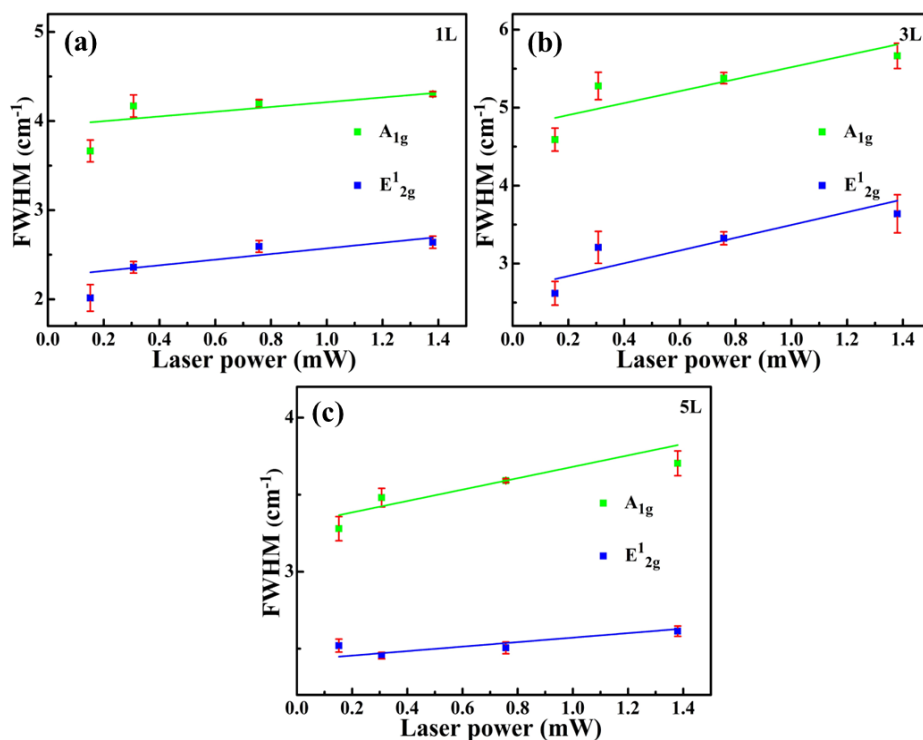 (a)
1L
5
4
3
2
FWHM (cm⁻¹)
A₁g
E¹₂g
0.0 0.2 0.4 0.6 0.8 1.0 1.2 1.4
Laser power (mW)
(b)
3L
6
5
4
3
FWHM (cm⁻¹)
A₁g
E¹₂g
0.0 0.2 0.4 0.6 0.8 1.0 1.2 1.4
Laser power (mW)
(c)
5L
4
3
FWHM (cm⁻¹)
A₁g
E¹₂g
0.0 0.2 0.4 0.6 0.8 1.0 1.2 1.4
Laser power (mW)